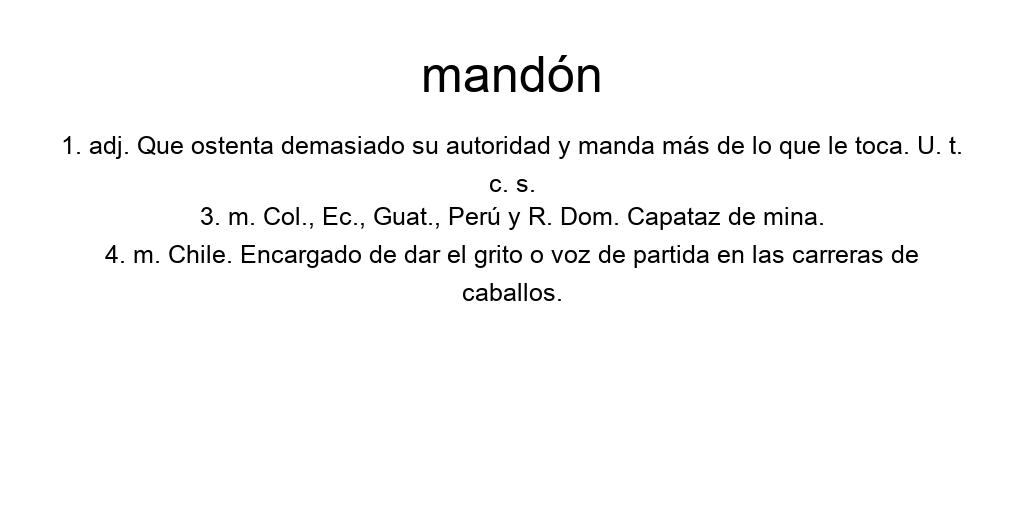 mandón
1. adj. Que ostenta demasiado su autoridad y manda más de lo que le toca. U. t.
c. s.
3. m. Col., Ec., Guat., Perú y R. Dom. Capataz de mina.
4. m. Chile. Encargado de dar el grito o voz de partida en las carreras de
caballos.